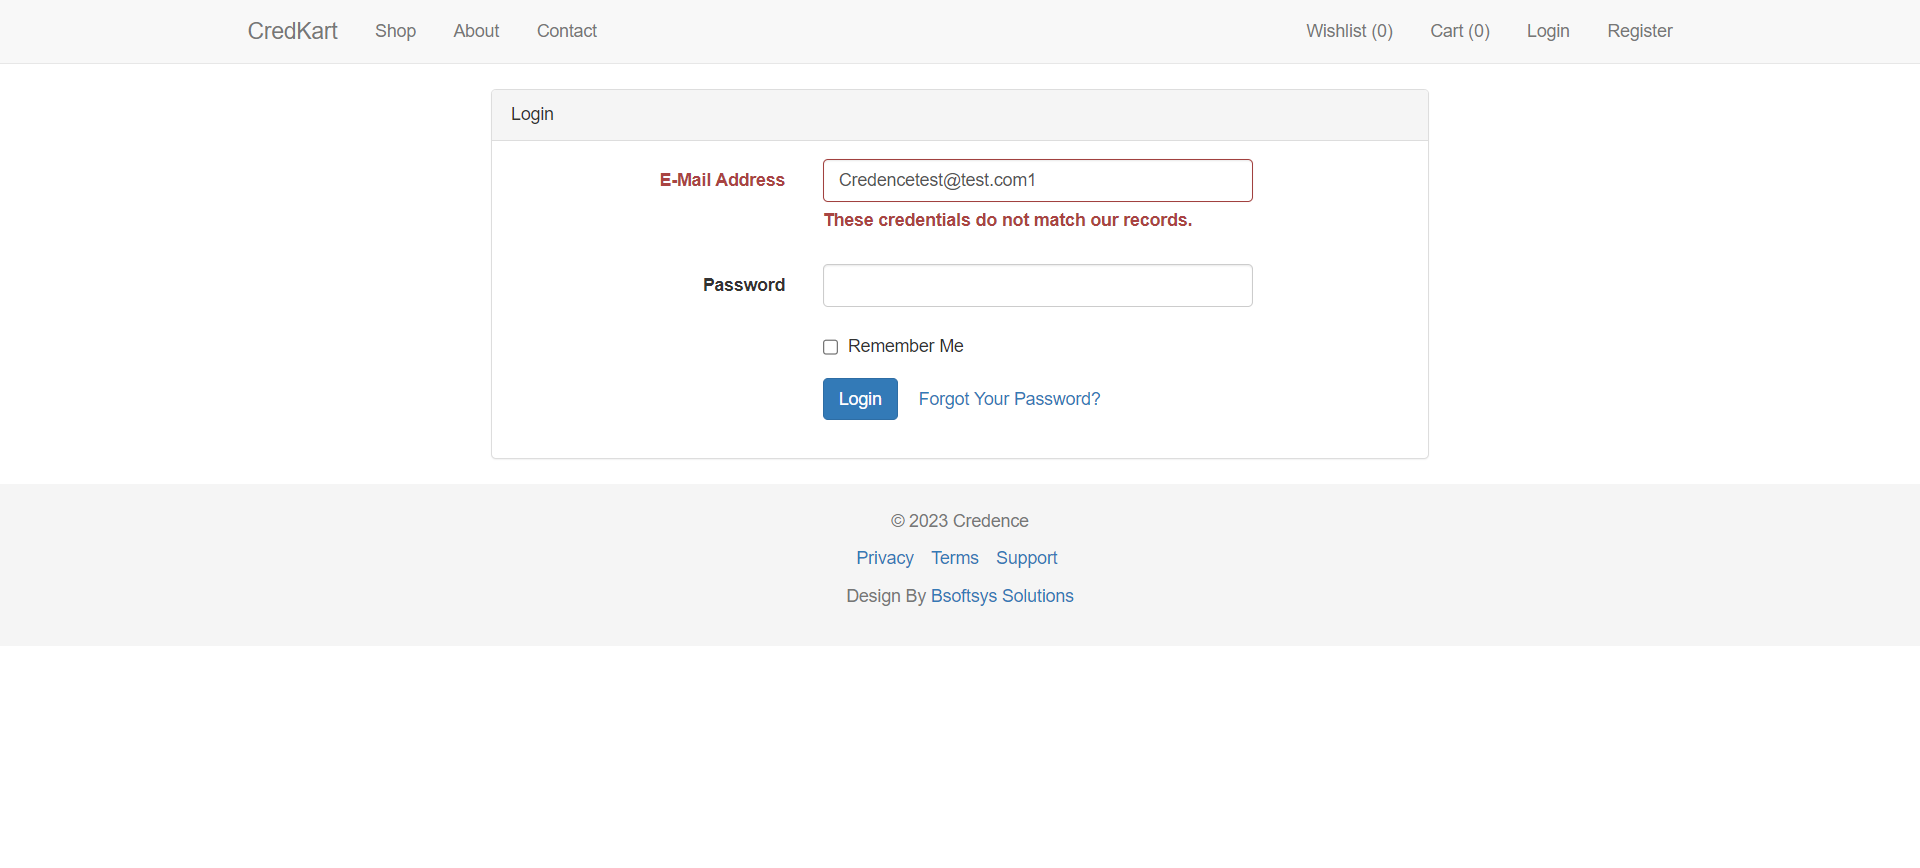 CredKart Shop About Contact Wishlist (0) Cart (0) Login Register
Login
E-Mail Address Credencetest@test.com1
These credentials do not match our records.
Password
Remember Me
Login Forgot Your Password?
© 2023 Credence
Privacy Terms Support
Design By Bsoftsys Solutions